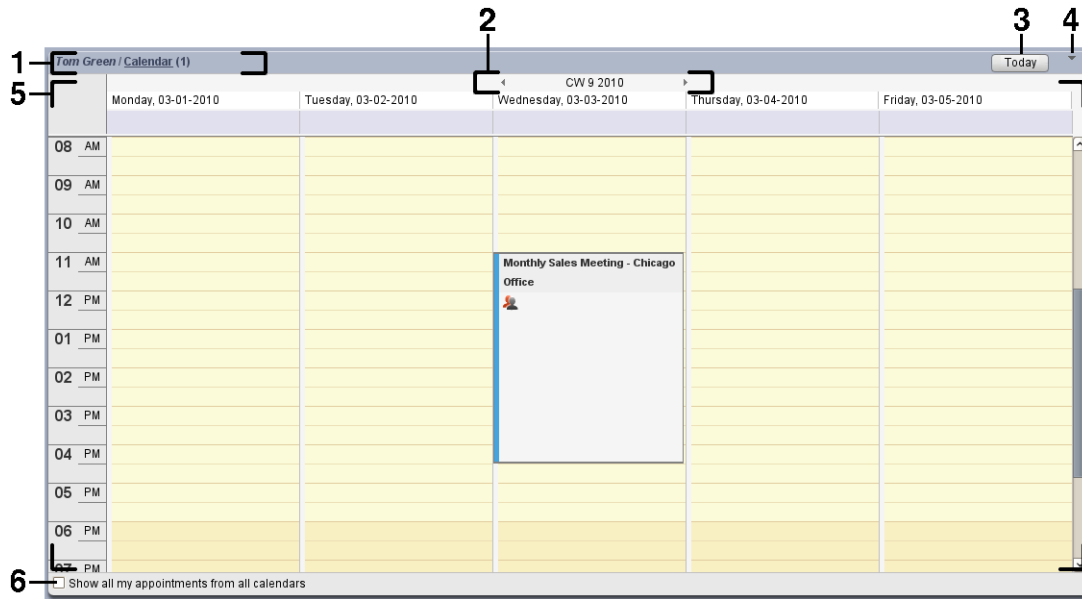 2
3
4
1
Tom Green / Calendar (1)
Today
5
CW 9 2010
Monday, 03-01-2010
Tuesday, 03-02-2010
Wednesday, 03-03-2010
Thursday, 03-04-2010
Friday, 03-05-2010
08 AM
09 AM
10 AM
11 AM
Monthly Sales Meeting - Chicago
Office
12 PM
01 PM
02 PM
03 PM
04 PM
05 PM
06 PM
07 PM
6
Show all my appointments from all calendars